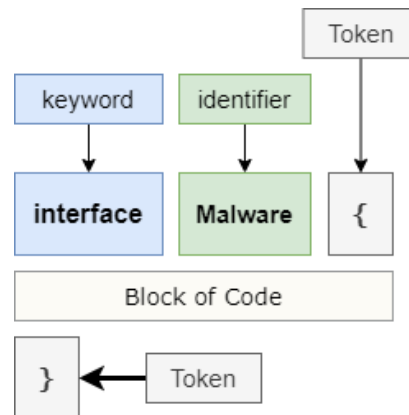 Token
keyword identifier
interface Malware {
Block of Code
} Token